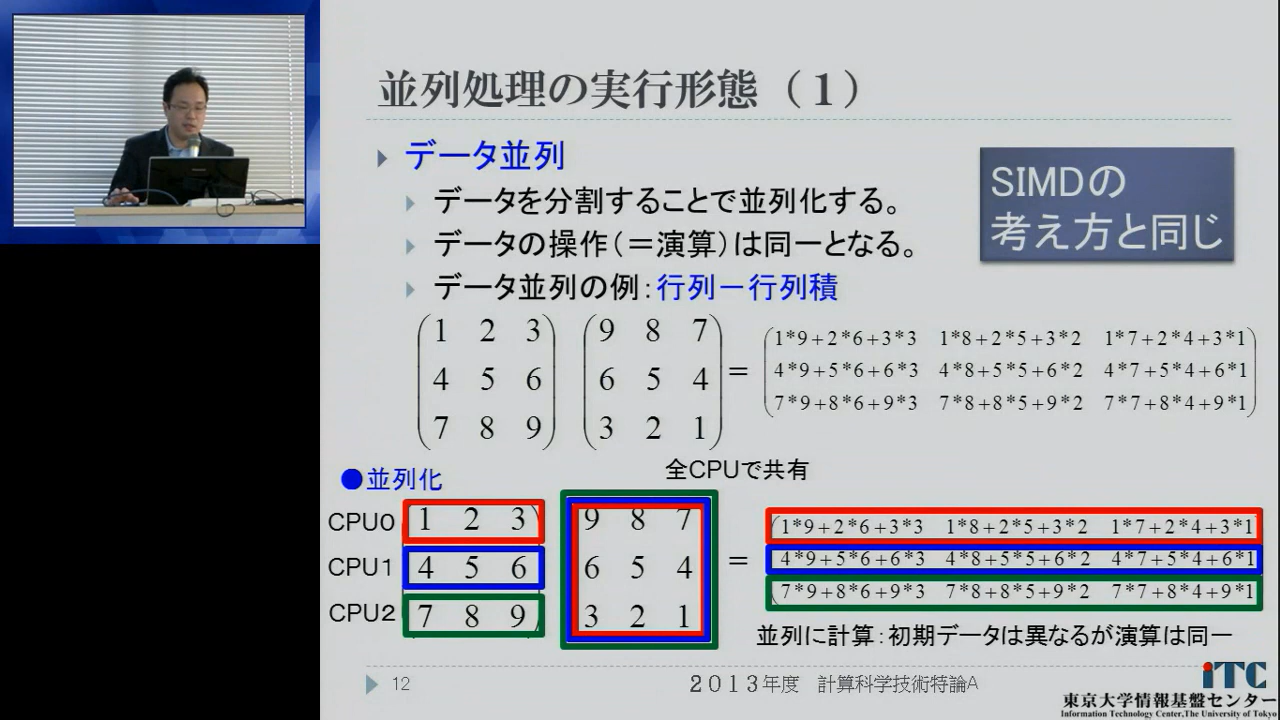 並列処理の実行形態（１）
データ並列
データを分割することで並列化する。
データの操作（＝演算）は同一となる。
データ並列の例：行列－行列積
SIMDの
考え方と同じ
1 2 3 9 8 7 1*9+2*6+3*3 1*8+2*5+3*2 1*7+2*4+3*1
4 5 6 6 5 4 = 4*9+5*6+6*3 4*8+5*5+6*2 4*7+5*4+6*1
7 8 9 3 2 1 7*9+8*6+9*3 7*8+8*5+9*2 7*7+8*4+9*1
●並列化
全CPUで共有
CPU0 1 2 3 9 8 7 1*9+2*6+3*3 1*8+2*5+3*2 1*7+2*4+3*1
CPU1 4 5 6 6 5 4 = 4*9+5*6+6*3 4*8+5*5+6*2 4*7+5*4+6*1
CPU2 7 8 9 3 2 1 7*9+8*6+9*3 7*8+8*5+9*2 7*7+8*4+9*1
並列に計算：初期データは異なるが演算は同一
12
２０１３年度 計算科学技術特論A
iTC
東京大学情報基盤センター
Information Technology Center,The University of Tokyo